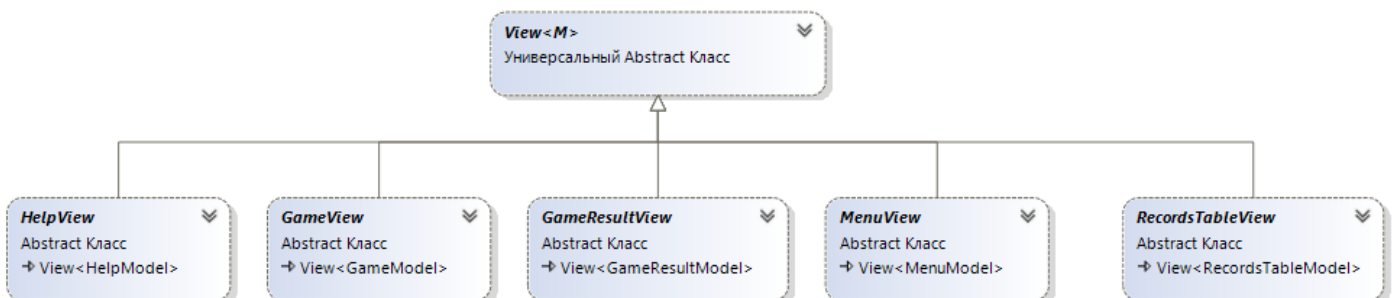 View<M>
Универсальный Abstract Класс
HelpView
Abstract Класс
View<HelpModel>
GameView
Abstract Класс
View<GameModel>
GameResultView
Abstract Класс
View<GameResultModel>
MenuView
Abstract Класс
View<MenuModel>
RecordsTableView
Abstract Класс
View<RecordsTableModel>